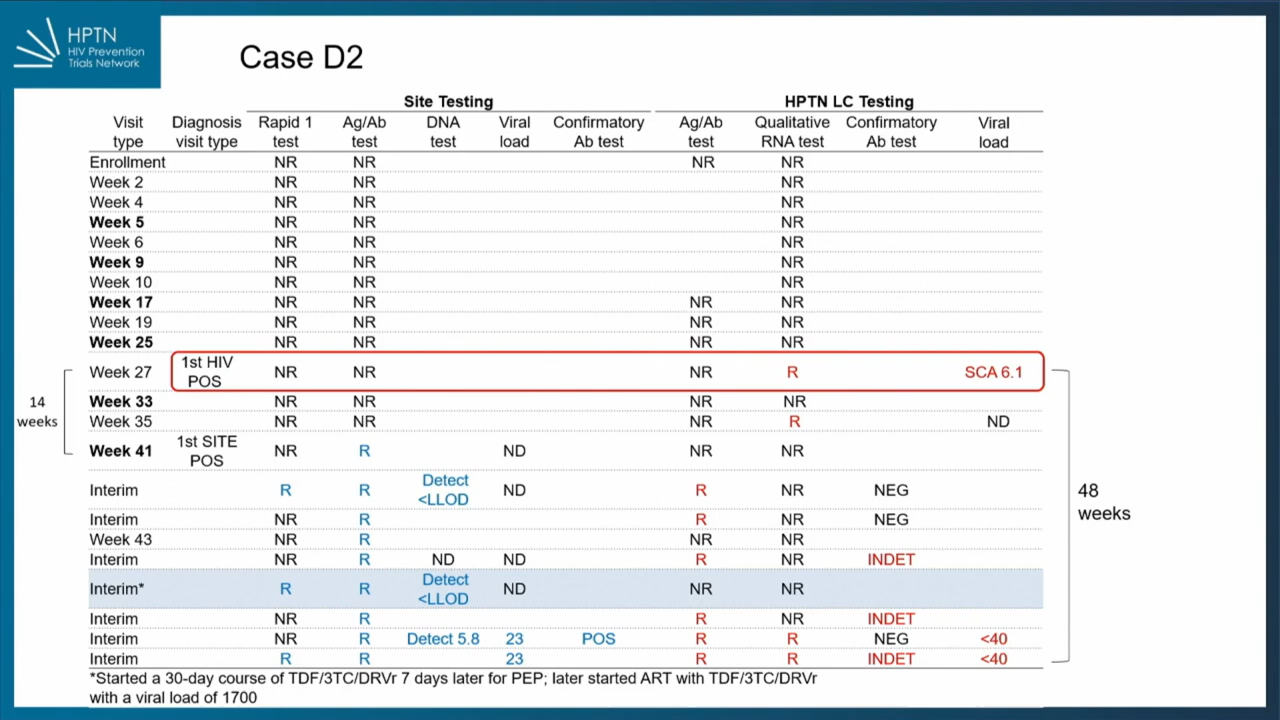 HPTN
HIV Prevention
Trials Network
Case D2
Site Testing HPTN LC Testing
Visit type Diagnosis visit type Rapid 1 test Ag/Ab test DNA test Viral load Confirmatory Ab test Ag/Ab test Qualitative RNA test Confirmatory Ab test Viral load
Enrollment NR NR NR NR
Week 2 NR NR NR
Week 4 NR NR NR
Week 5 NR NR NR
Week 6 NR NR NR
Week 9 NR NR NR
Week 10 NR NR NR
Week 17 NR NR NR NR
Week 19 NR NR NR NR
Week 25 NR NR NR NR
Week 27 1st HIV POS NR NR NR R SCA 6.1
Week 33 NR NR NR NR
Week 35 NR NR NR R ND
Week 41 1st SITE POS NR R ND NR NR
Interim R R Detect <LLOD ND R NR NEG
Interim NR R R NR NEG
Week 43 NR R NR NR
Interim NR R ND ND R NR INDET
Interim* R R Detect <LLOD ND NR NR
Interim NR R R NR INDET
Interim NR R Detect 5.8 23 POS R R NEG <40
Interim R R 23 R R INDET <40
14 weeks
48 weeks
*Started a 30-day course of TDF/3TC/DRVr 7 days later for PEP; later started ART with TDF/3TC/DRVr
with a viral load of 1700